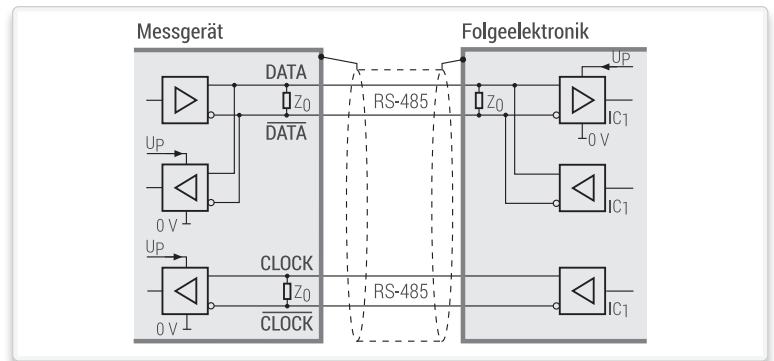 Messgerät
Folgeelektronik
UP
DATA
Z0
RS-485
Z0
IC1
DATA
0 V
UP
0 V
IC1
UP
CLOCK
Z0
RS-485
0 V
CLOCK
IC1